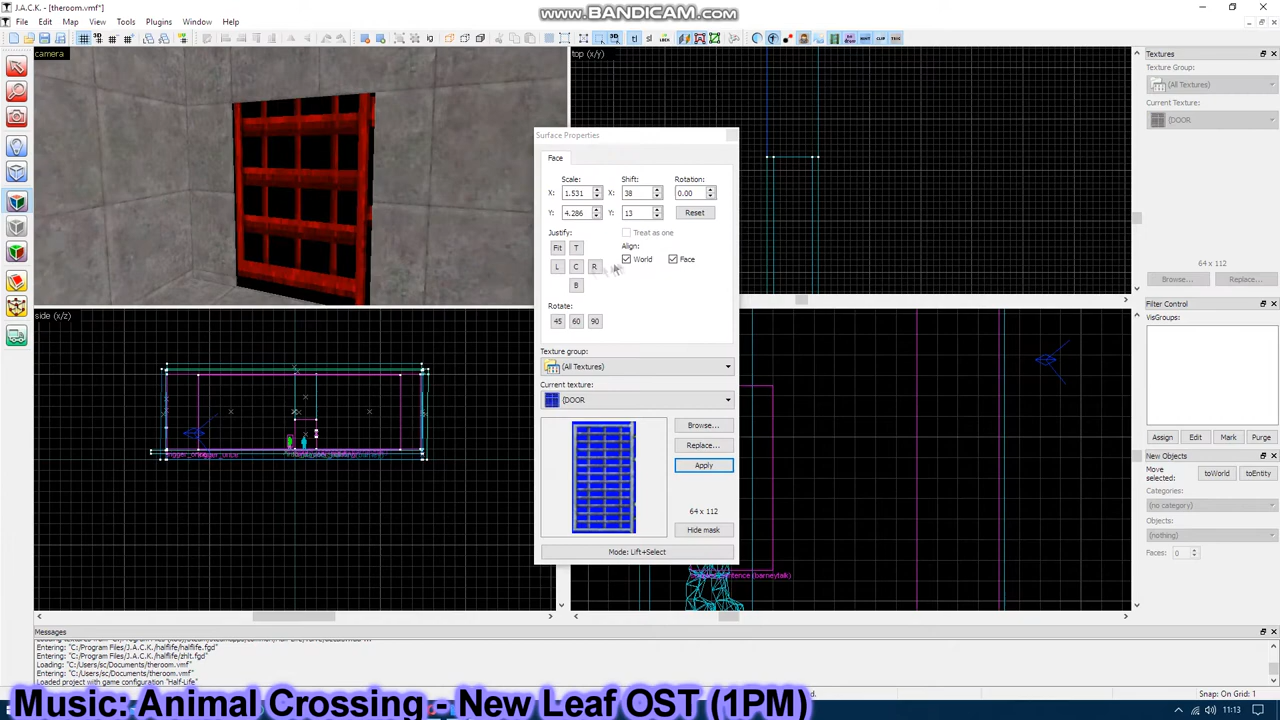 J.A.C.K. - [theroom.vmf*]
www.BANDICAM.com
File Edit Map View Tools Plugins Window Help
camera
top (x/y)
side (x/z)
Surface Properties
Face
Scale: Shift: Rotation:
X: 1.531 X: 38 0.00
Y: 4.286 Y: 13 Reset
Justify: Treat as one
Fit T Align:
World Face
L C R
B
Rotate:
45 60 90
Texture group:
(All Textures)
Current texture:
{DOOR
Browse...
Replace...
Apply
64 x 112
Hide mask
Mode: Lift+Select
Textures
Texture Group:
(All Textures)
Current Texture:
{DOOR
64 x 112
Browse... Replace...
Filter Control
VisGroups:
Assign Edit Mark Purge
New Objects
Move selected: toWorld toEntity
Categories:
(no category)
Objects:
(nothing)
Faces: 0
Messages
Entering: "C:/Program Files/J.A.C.K./halflife/halflife.fgd"
Entering: "C:/Program Files/J.A.C.K./halflife/zhlt.fgd"
Loading: "C:/Users/sc/Documents/theroom.vmf"
Entering: "C:/Users/sc/Documents/theroom.vmf"
Loaded project with game configuration "Half-Life"
Snap: On Grid: 1
Music: Animal Crossing - New Leaf OST (1PM)
11:13